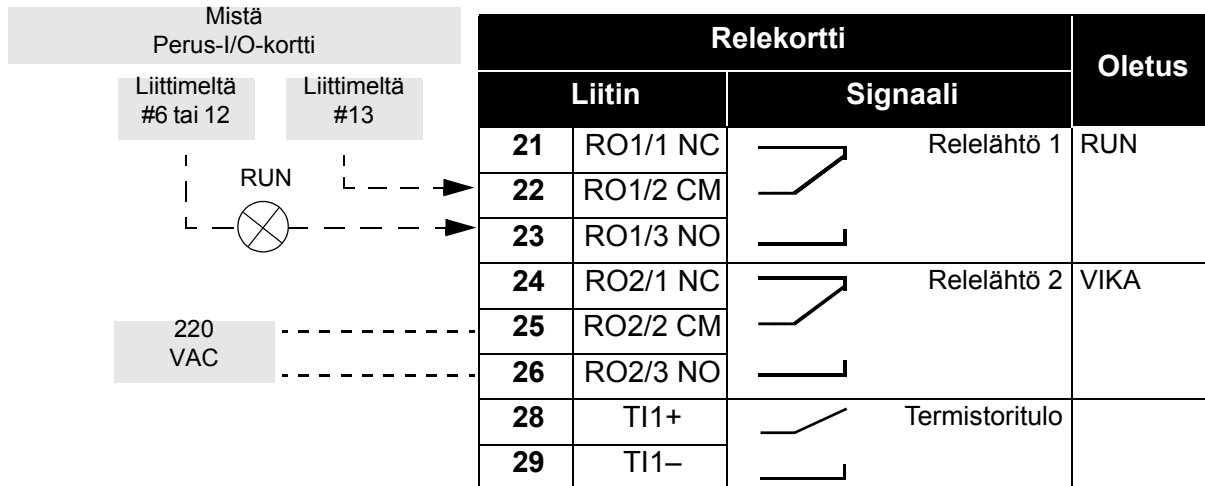 Mistä
Perus-I/O-kortti
Liittimeltä
#6 tai 12
Liittimeltä
#13
RUN
220
VAC
Relekortti
Oletus
Liitin
Signaali
21 RO1/1 NC Relelähtö 1 RUN
22 RO1/2 CM
23 RO1/3 NO
24 RO2/1 NC Relelähtö 2 VIKA
25 RO2/2 CM
26 RO2/3 NO
28 TI1+ Termistoritulo
29 TI1–